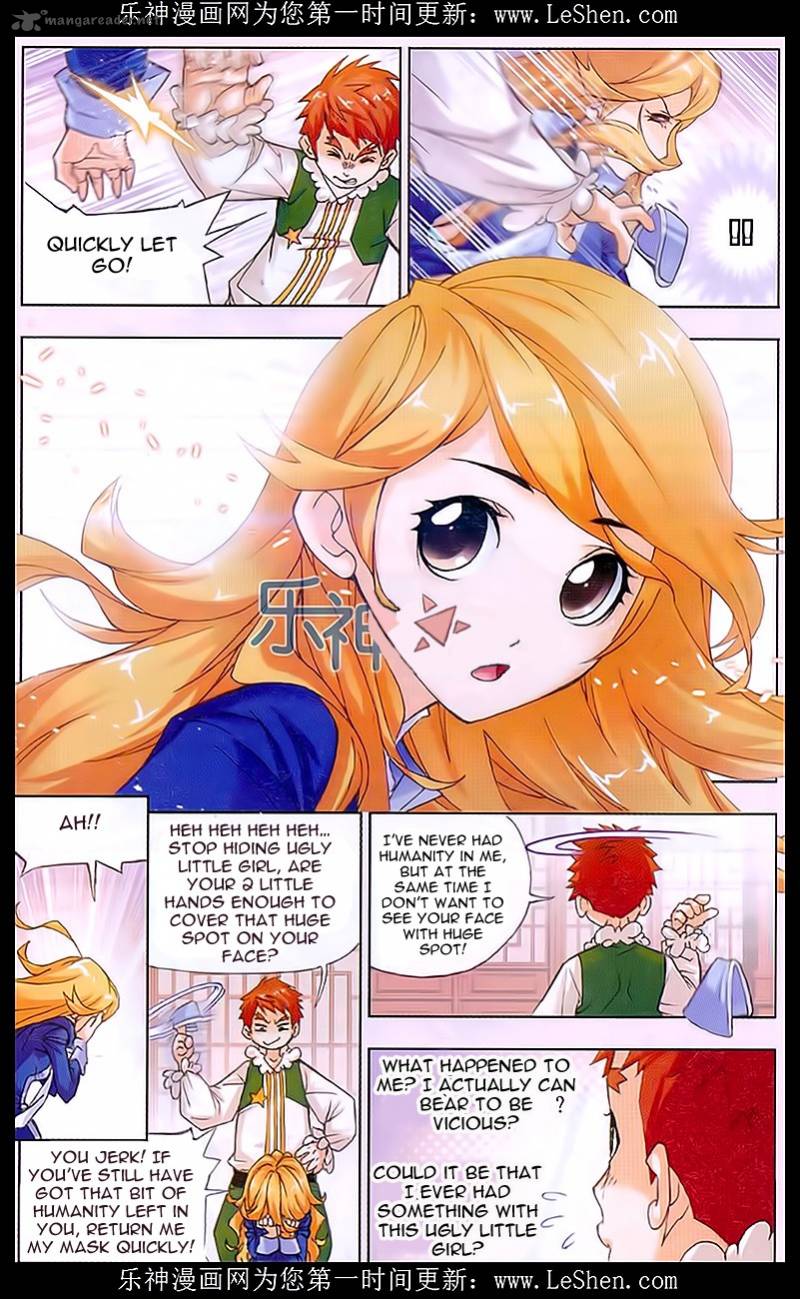 乐神漫画网为您第一时间更新：www.LeShen.com
mangareader.net
QUICKLY LET
GO!
!!
乐神
AH!!
HEH HEH HEH HEH...
STOP HIDING UGLY
LITTLE GIRL, ARE
YOUR 2 LITTLE
HANDS ENOUGH TO
COVER THAT HUGE
SPOT ON YOUR
FACE?
I'VE NEVER HAD
HUMANITY IN ME,
BUT AT THE
SAME TIME I
DON'T WANT TO
SEE YOUR FACE
WITH HUGE
SPOT!
YOU JERK! IF
YOU'VE STILL HAVE
GOT THAT BIT OF
HUMANITY LEFT IN
YOU, RETURN ME
MY MASK QUICKLY!
WHAT HAPPENED TO
ME? I ACTUALLY CAN
BEAR TO BE ?
VICIOUS?
COULD IT BE THAT
I EVER HAD
SOMETHING WITH
THIS UGLY LITTLE
GIRL?
乐神漫画网为您第一时间更新：www.LeShen.com